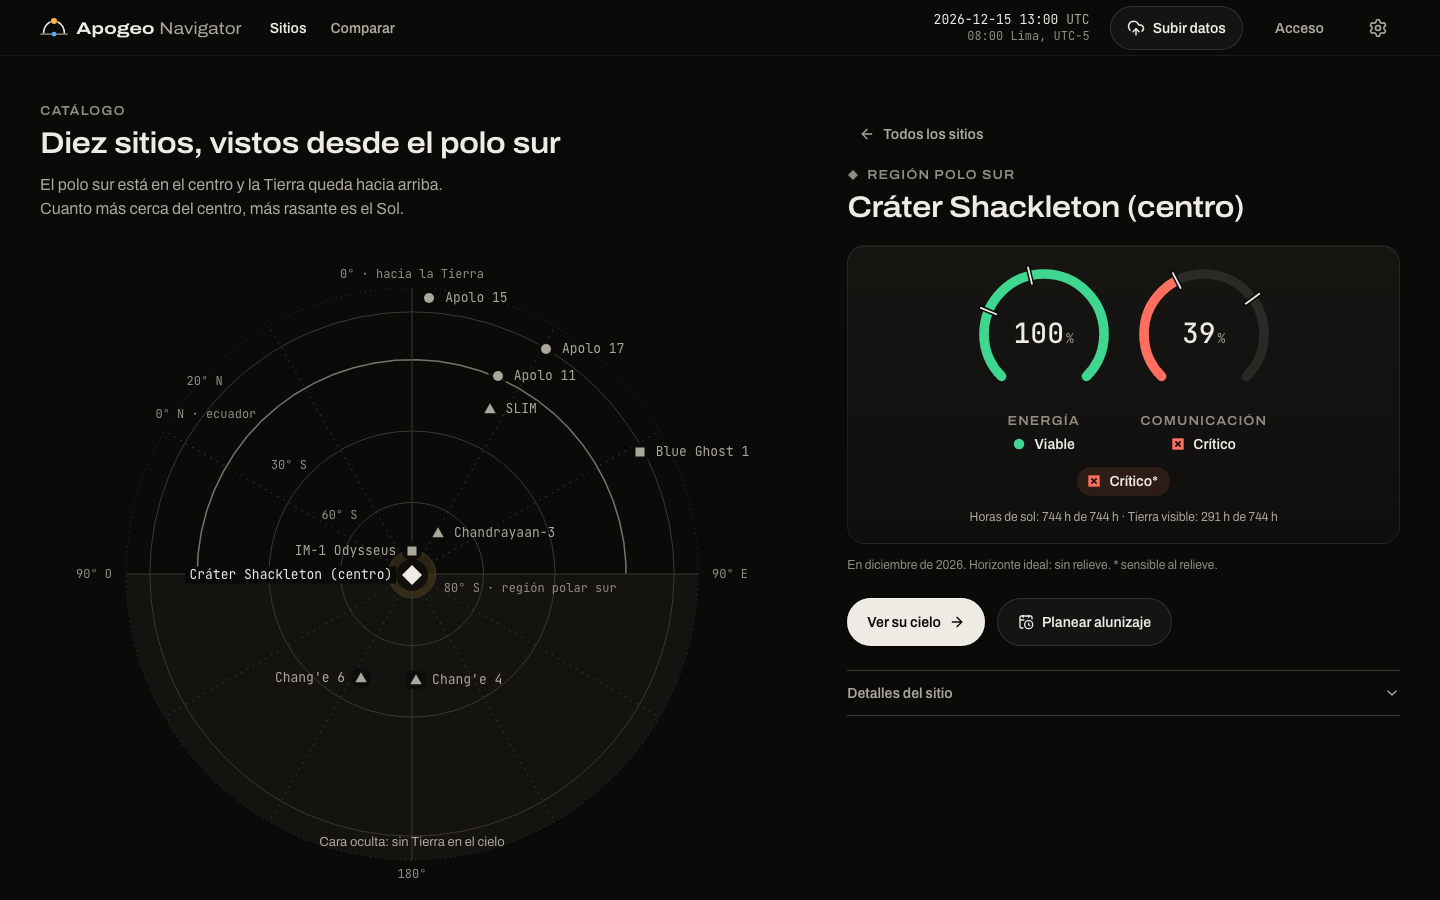 Apogeo Navigator
Sitios
Comparar
2026-12-15 13:00 UTC
08:00 Lima, UTC-5
Subir datos
Acceso
CATÁLOGO
Diez sitios, vistos desde el polo sur
El polo sur está en el centro y la Tierra queda hacia arriba.
Cuanto más cerca del centro, más rasante es el Sol.
0° · hacia la Tierra
Apolo 15
Apolo 17
Apolo 11
20° N
SLIM
0° N · ecuador
Blue Ghost 1
30° S
60° S
Chandrayaan-3
IM-1 Odysseus
90° O
Cráter Shackleton (centro)
90° E
80° S · región polar sur
Chang'e 6
Chang'e 4
Cara oculta: sin Tierra en el cielo
180°
Todos los sitios
REGIÓN POLO SUR
Cráter Shackleton (centro)
100%
39%
ENERGÍA
COMUNICACIÓN
Viable
Crítico
Crítico*
Horas de sol: 744 h de 744 h · Tierra visible: 291 h de 744 h
En diciembre de 2026. Horizonte ideal: sin relieve. * sensible al relieve.
Ver su cielo
Planear alunizaje
Detalles del sitio